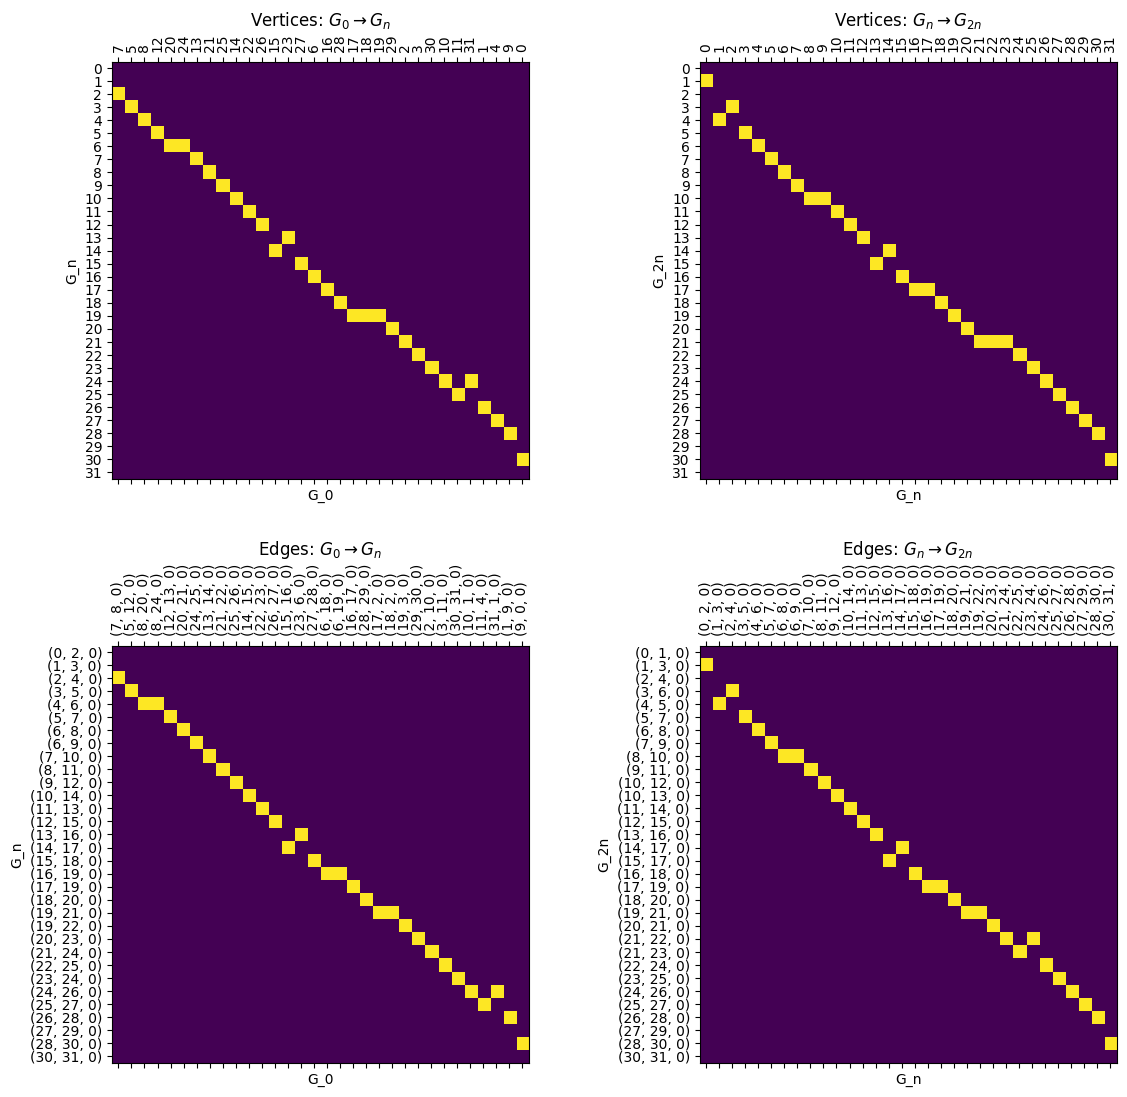 Vertices: $G_0 → G_n$
7
5
8
12
20
24
13
21
25
14
22
26
15
23
27
6
16
28
17
18
19
29
2
3
30
10
11
31
1
4
9
0
G_n
0
1
2
3
4
5
6
7
8
9
10
11
12
13
14
15
16
17
18
19
20
21
22
23
24
25
26
27
28
29
30
31
G_0
Vertices: $G_n → G_{2n}$
0
1
2
3
4
5
6
7
8
9
10
11
12
13
14
15
16
17
18
19
20
21
22
23
24
25
26
27
28
29
30
31
G_2n
0
1
2
3
4
5
6
7
8
9
10
11
12
13
14
15
16
17
18
19
20
21
22
23
24
25
26
27
28
29
30
31
G_n
Edges: $G_0 → G_n$
(7, 8, 0)
(5, 12, 0)
(8, 20, 0)
(8, 24, 0)
(12, 13, 0)
(20, 21, 0)
(24, 25, 0)
(13, 14, 0)
(21, 22, 0)
(25, 26, 0)
(14, 15, 0)
(22, 23, 0)
(26, 27, 0)
(15, 16, 0)
(23, 6, 0)
(27, 28, 0)
(6, 18, 0)
(6, 19, 0)
(16, 17, 0)
(28, 29, 0)
(17, 2, 0)
(18, 2, 0)
(19, 3, 0)
(29, 30, 0)
(2, 10, 0)
(3, 11, 0)
(30, 31, 0)
(10, 1, 0)
(11, 4, 0)
(31, 1, 0)
(1, 9, 0)
(9, 0, 0)
G_n
(0, 2, 0)
(1, 3, 0)
(2, 4, 0)
(3, 5, 0)
(4, 6, 0)
(5, 7, 0)
(6, 8, 0)
(6, 9, 0)
(7, 10, 0)
(8, 11, 0)
(9, 12, 0)
(10, 14, 0)
(11, 13, 0)
(12, 15, 0)
(13, 16, 0)
(14, 17, 0)
(15, 18, 0)
(16, 19, 0)
(17, 19, 0)
(18, 20, 0)
(19, 21, 0)
(19, 22, 0)
(20, 23, 0)
(21, 24, 0)
(22, 25, 0)
(23, 24, 0)
(24, 26, 0)
(25, 27, 0)
(26, 28, 0)
(27, 29, 0)
(28, 30, 0)
(30, 31, 0)
G_0
Edges: $G_n → G_{2n}$
(0, 2, 0)
(1, 3, 0)
(2, 4, 0)
(3, 5, 0)
(4, 6, 0)
(5, 7, 0)
(6, 8, 0)
(6, 9, 0)
(7, 10, 0)
(8, 11, 0)
(9, 12, 0)
(10, 14, 0)
(11, 13, 0)
(12, 15, 0)
(13, 16, 0)
(14, 17, 0)
(15, 18, 0)
(16, 19, 0)
(17, 19, 0)
(18, 20, 0)
(19, 21, 0)
(19, 22, 0)
(20, 23, 0)
(21, 24, 0)
(22, 25, 0)
(23, 24, 0)
(24, 26, 0)
(25, 27, 0)
(26, 28, 0)
(27, 29, 0)
(28, 30, 0)
(30, 31, 0)
G_2n
(0, 1, 0)
(1, 3, 0)
(2, 4, 0)
(3, 6, 0)
(4, 5, 0)
(5, 7, 0)
(6, 8, 0)
(7, 9, 0)
(8, 10, 0)
(9, 11, 0)
(10, 12, 0)
(10, 13, 0)
(11, 14, 0)
(12, 15, 0)
(13, 16, 0)
(14, 17, 0)
(15, 17, 0)
(16, 18, 0)
(17, 19, 0)
(18, 20, 0)
(19, 21, 0)
(20, 21, 0)
(21, 22, 0)
(21, 23, 0)
(22, 24, 0)
(23, 25, 0)
(24, 26, 0)
(25, 27, 0)
(26, 28, 0)
(27, 29, 0)
(28, 30, 0)
(30, 31, 0)
G_n